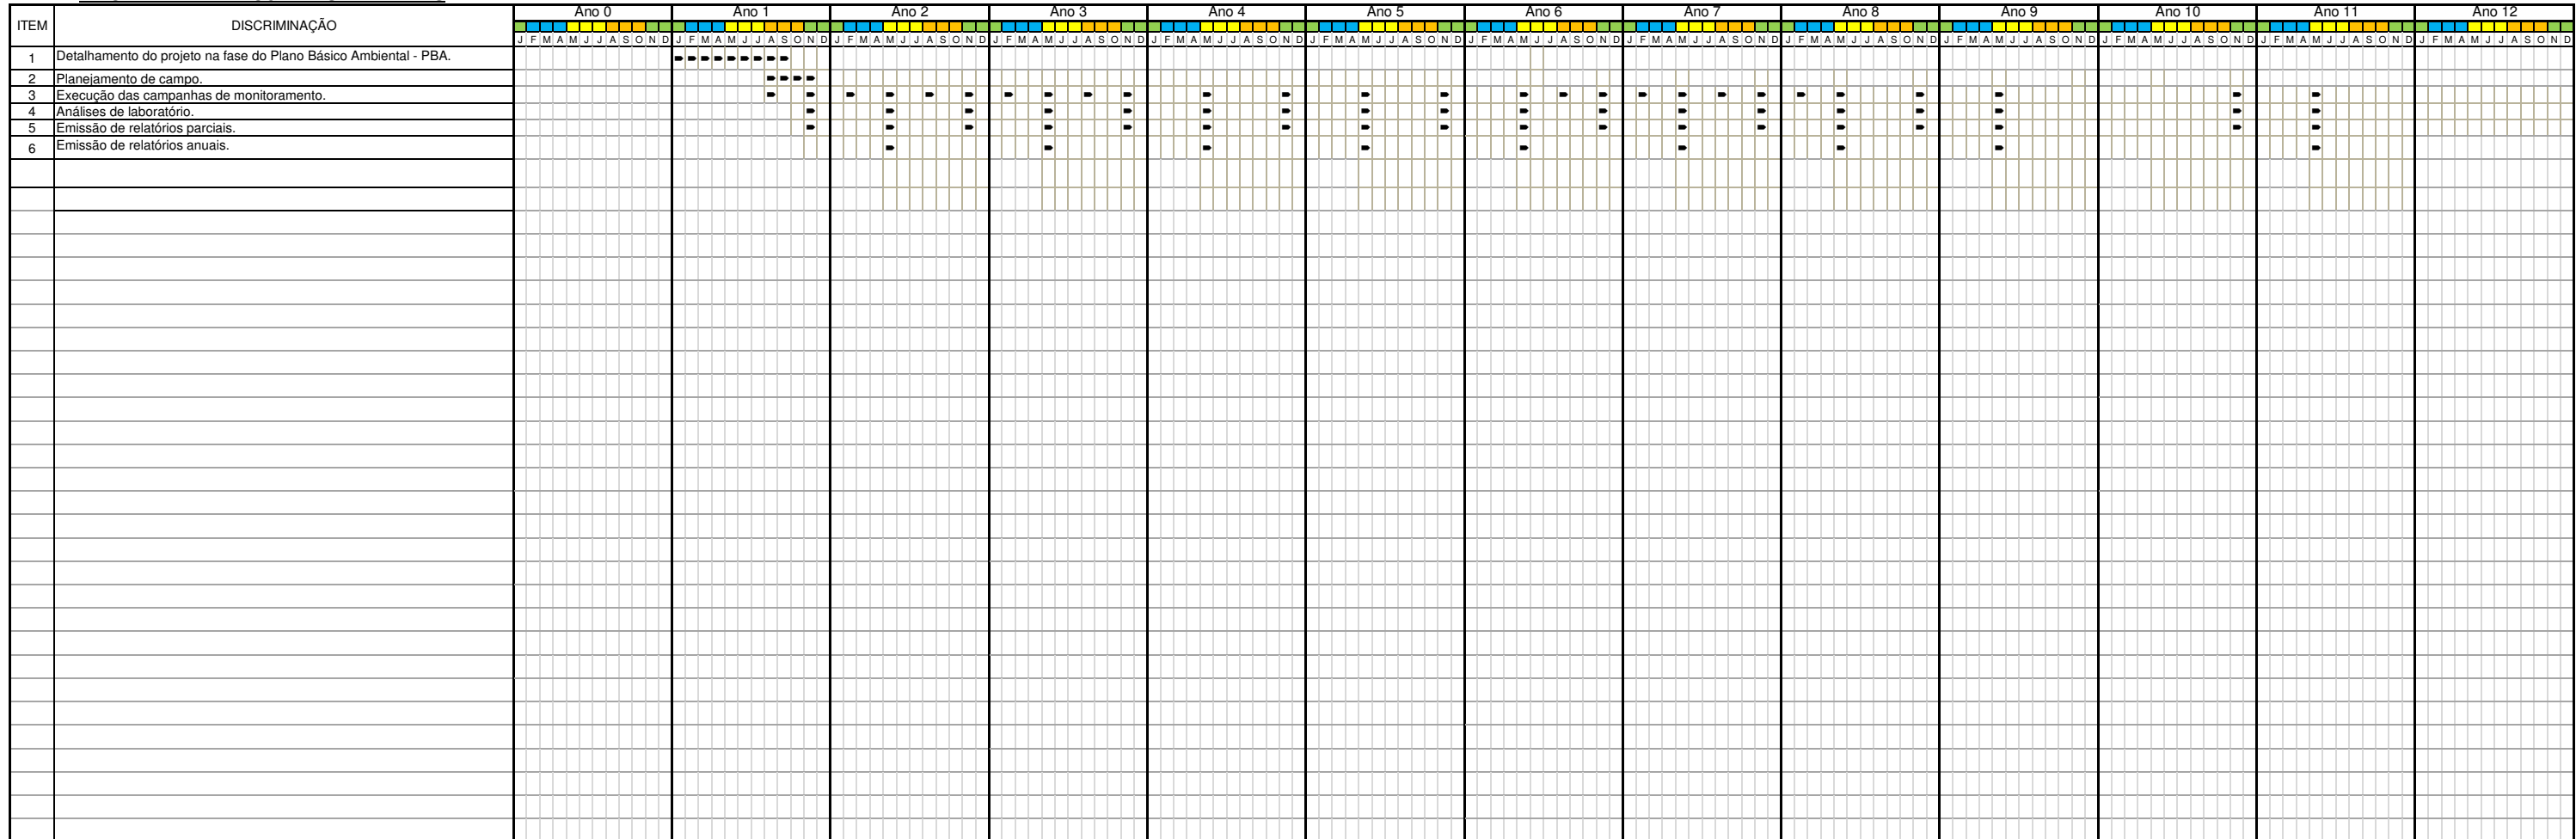 Ano 0 Ano 1 Ano 2 Ano 3 Ano 4 Ano 5 Ano 6 Ano 7 Ano 8 Ano 9 Ano 10 Ano 11 Ano 12
ITEM DISCRIMINAÇÃO
J F M A M J J A S O N D J F M A M J J A S O N D J F M A M J J A S O N D J F M A M J J A S O N D J F M A M J J A S O N D J F M A M J J A S O N D J F M A M J J A S O N D J F M A M J J A S O N D J F M A M J J A S O N D J F M A M J J A S O N D J F M A M J J A S O N D J F M A M J J A S O N D J F M A M J J A S O N D
1 Detalhamento do projeto na fase do Plano Básico Ambiental - PBA.
2 Planejamento de campo.
3 Execução das campanhas de monitoramento.
4 Análises de laboratório.
5 Emissão de relatórios parciais.
6 Emissão de relatórios anuais.